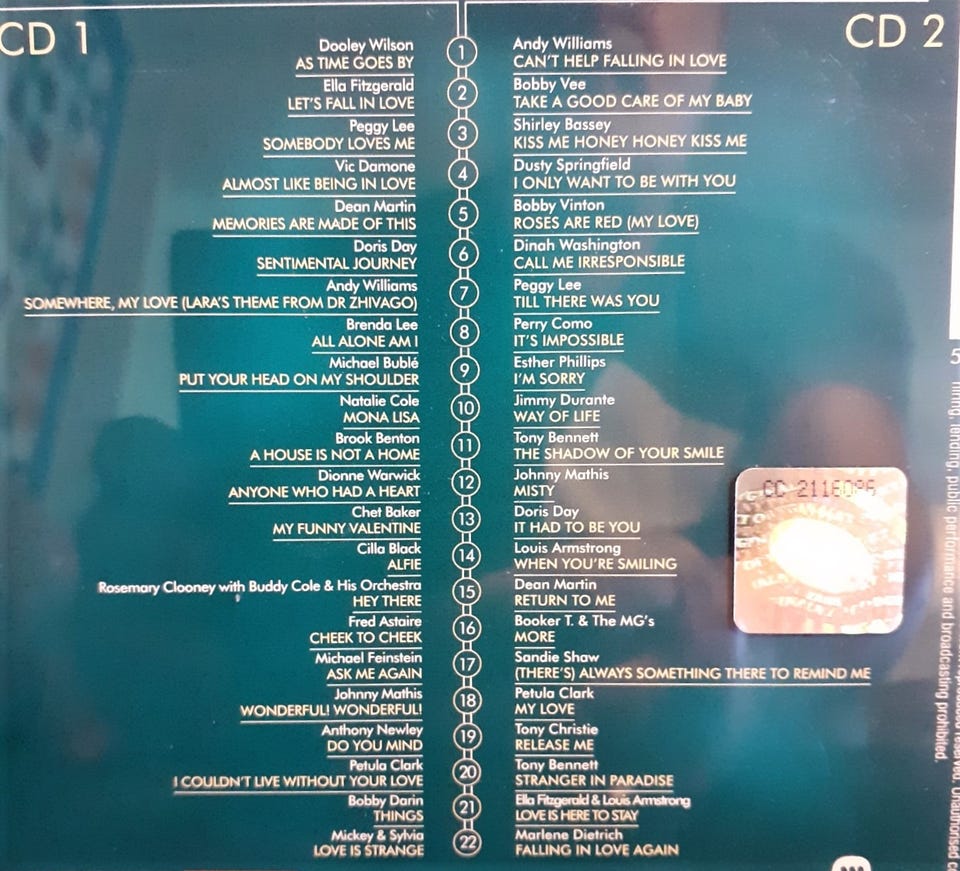 CD 1
Dooley Wilson
AS TIME GOES BY
Ella Fitzgerald
LET'S FALL IN LOVE
Peggy Lee
SOMEBODY LOVES ME
Vic Damone
ALMOST LIKE BEING IN LOVE
Dean Martin
MEMORIES ARE MADE OF THIS
Doris Day
SENTIMENTAL JOURNEY
Andy Williams
SOMEWHERE, MY LOVE (LARA'S THEME FROM DR ZHIVAGO)
Brenda Lee
ALL ALONE AM I
Michael Bublé
PUT YOUR HEAD ON MY SHOULDER
Natalie Cole
MONA LISA
Brook Benton
A HOUSE IS NOT A HOME
Dionne Warwick
ANYONE WHO HAD A HEART
Chet Baker
MY FUNNY VALENTINE
Cilla Black
ALFIE
Rosemary Clooney with Buddy Cole & His Orchestra
HEY THERE
Fred Astaire
CHEEK TO CHEEK
Michael Feinstein
ASK ME AGAIN
Johnny Mathis
WONDERFUL! WONDERFUL!
Anthony Newley
DO YOU MIND
Petula Clark
I COULDN'T LIVE WITHOUT YOUR LOVE
Bobby Darin
THINGS
Mickey & Sylvia
LOVE IS STRANGE
1
2
3
4
5
6
7
8
9
10
11
12
13
14
15
16
17
18
19
20
21
22
CD 2
Andy Williams
CAN'T HELP FALLING IN LOVE
Bobby Vee
TAKE A GOOD CARE OF MY BABY
Shirley Bassey
KISS ME HONEY HONEY KISS ME
Dusty Springfield
I ONLY WANT TO BE WITH YOU
Bobby Vinton
ROSES ARE RED (MY LOVE)
Dinah Washington
CALL ME IRRESPONSIBLE
Peggy Lee
TILL THERE WAS YOU
Perry Como
IT'S IMPOSSIBLE
Esther Phillips
I'M SORRY
Jimmy Durante
WAY OF LIFE
Tony Bennett
THE SHADOW OF YOUR SMILE
Johnny Mathis
MISTY
Doris Day
IT HAD TO BE YOU
Louis Armstrong
WHEN YOU'RE SMILING
Dean Martin
RETURN TO ME
Booker T. & The MG's
MORE
Sandie Shaw
(THERE'S) ALWAYS SOMETHING THERE TO REMIND ME
Petula Clark
MY LOVE
Tony Christie
RELEASE ME
Tony Bennett
STRANGER IN PARADISE
Ella Fitzgerald & Louis Armstrong
LOVE IS HERE TO STAY
Marlene Dietrich
FALLING IN LOVE AGAIN
CD 2116096
5
reserved. Unauthorised
hiring, lending, public performance and broadcasting prohibited.